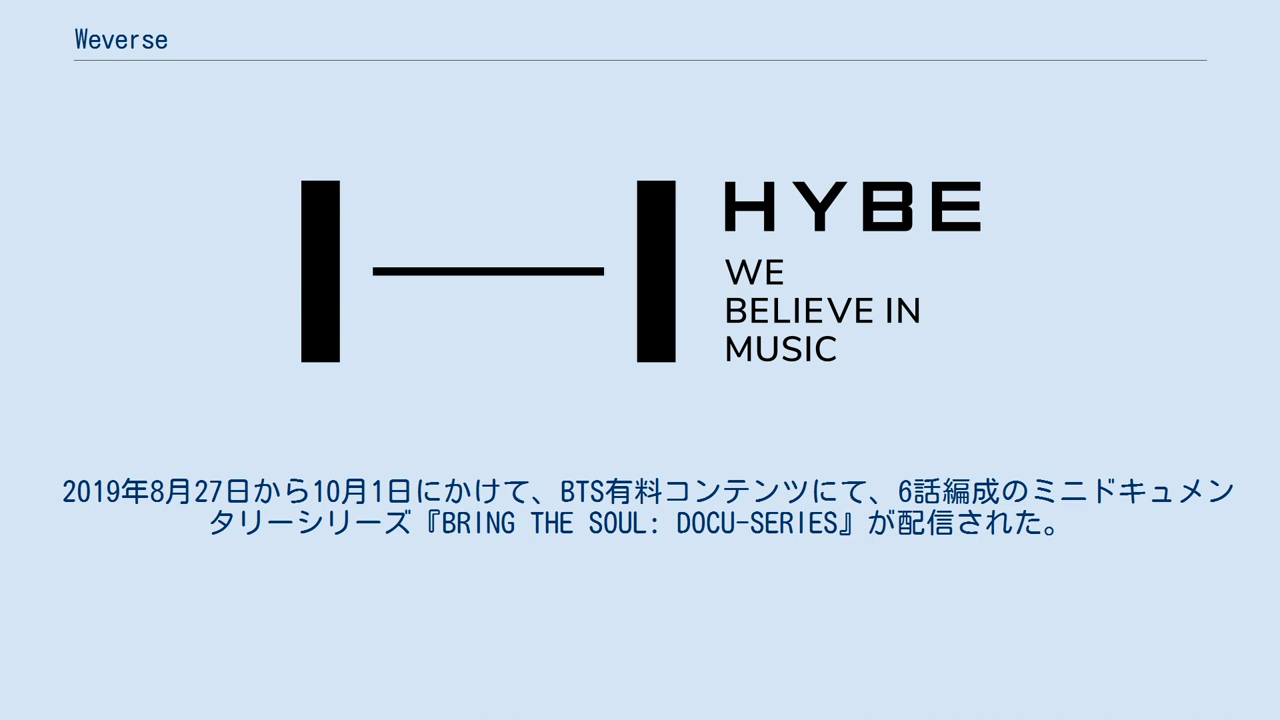 Weverse
HYBE
WE
BELIEVE IN
MUSIC
2019年8月27日から10月1日にかけて、BTS有料コンテンツにて、6話編成のミニドキュメン
タリーシリーズ『BRING THE SOUL: DOCU-SERIES』が配信された。